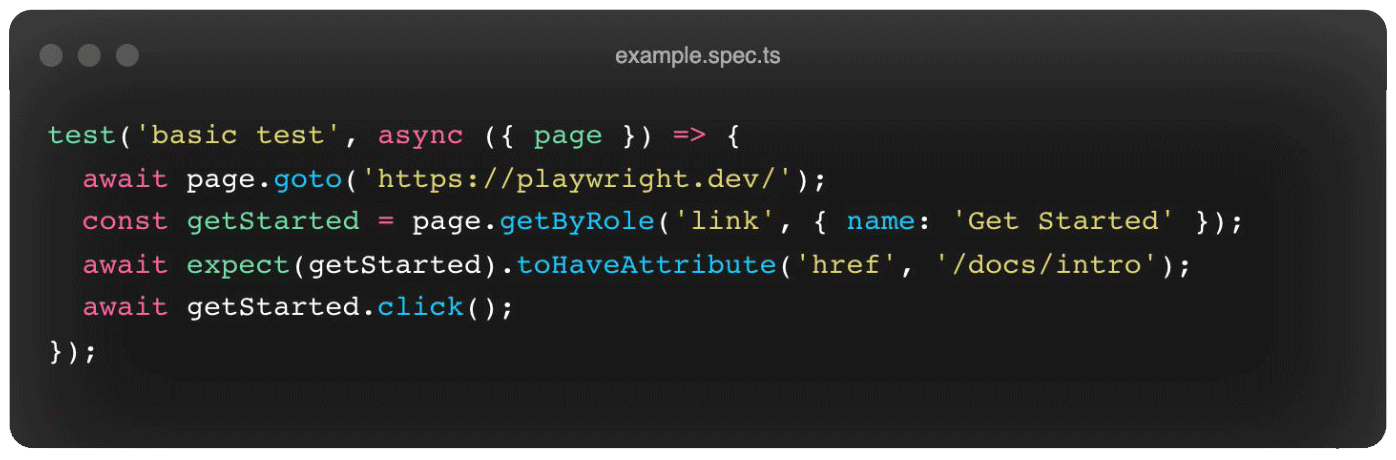 example.spec.ts
test('basic test', async ({ page }) => {
  await page.goto('https://playwright.dev/');
  const getStarted = page.getByRole('link', { name: 'Get Started' });
  await expect(getStarted).toHaveAttribute('href', '/docs/intro');
  await getStarted.click();
});